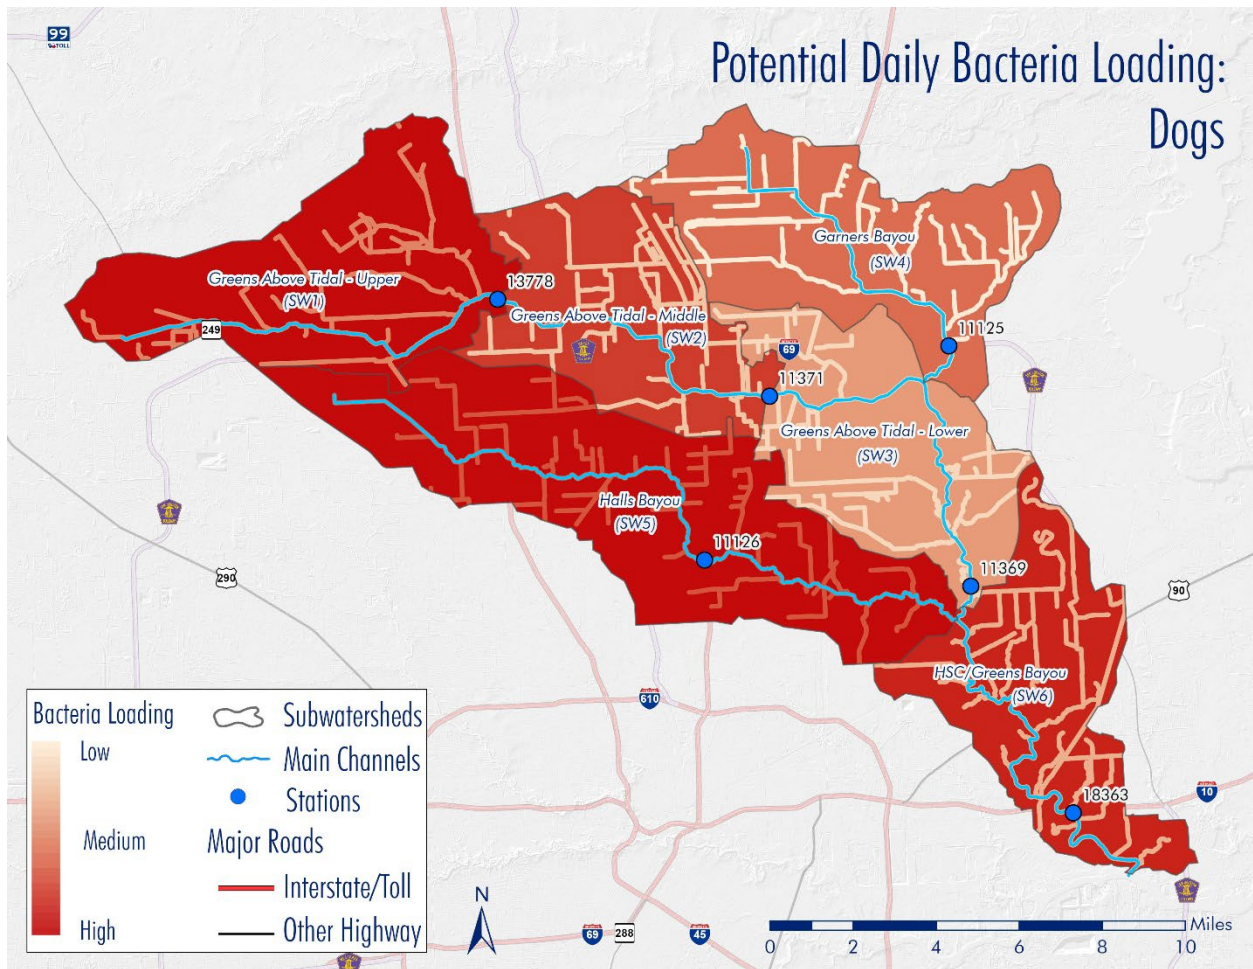 99
TOLL
Potential Daily Bacteria Loading:
Dogs
Garners Bayou
(SW4)
Greens Above Tidal - Upper
(SW1)
13778
Greens Above Tidal - Middle
(SW2)
249
11125
69
11371
Greens Above Tidal - Lower
(SW3)
Halls Bayou
(SW5)
11126
11369
290
90
HSC/Greens Bayou
(SW6)
610
18363
10
Bacteria Loading
Low
Medium
High
Subwatersheds
Main Channels
Stations
Major Roads
Interstate/Toll
Other Highway
N
69
288
45
Miles
0 2 4 6 8 10